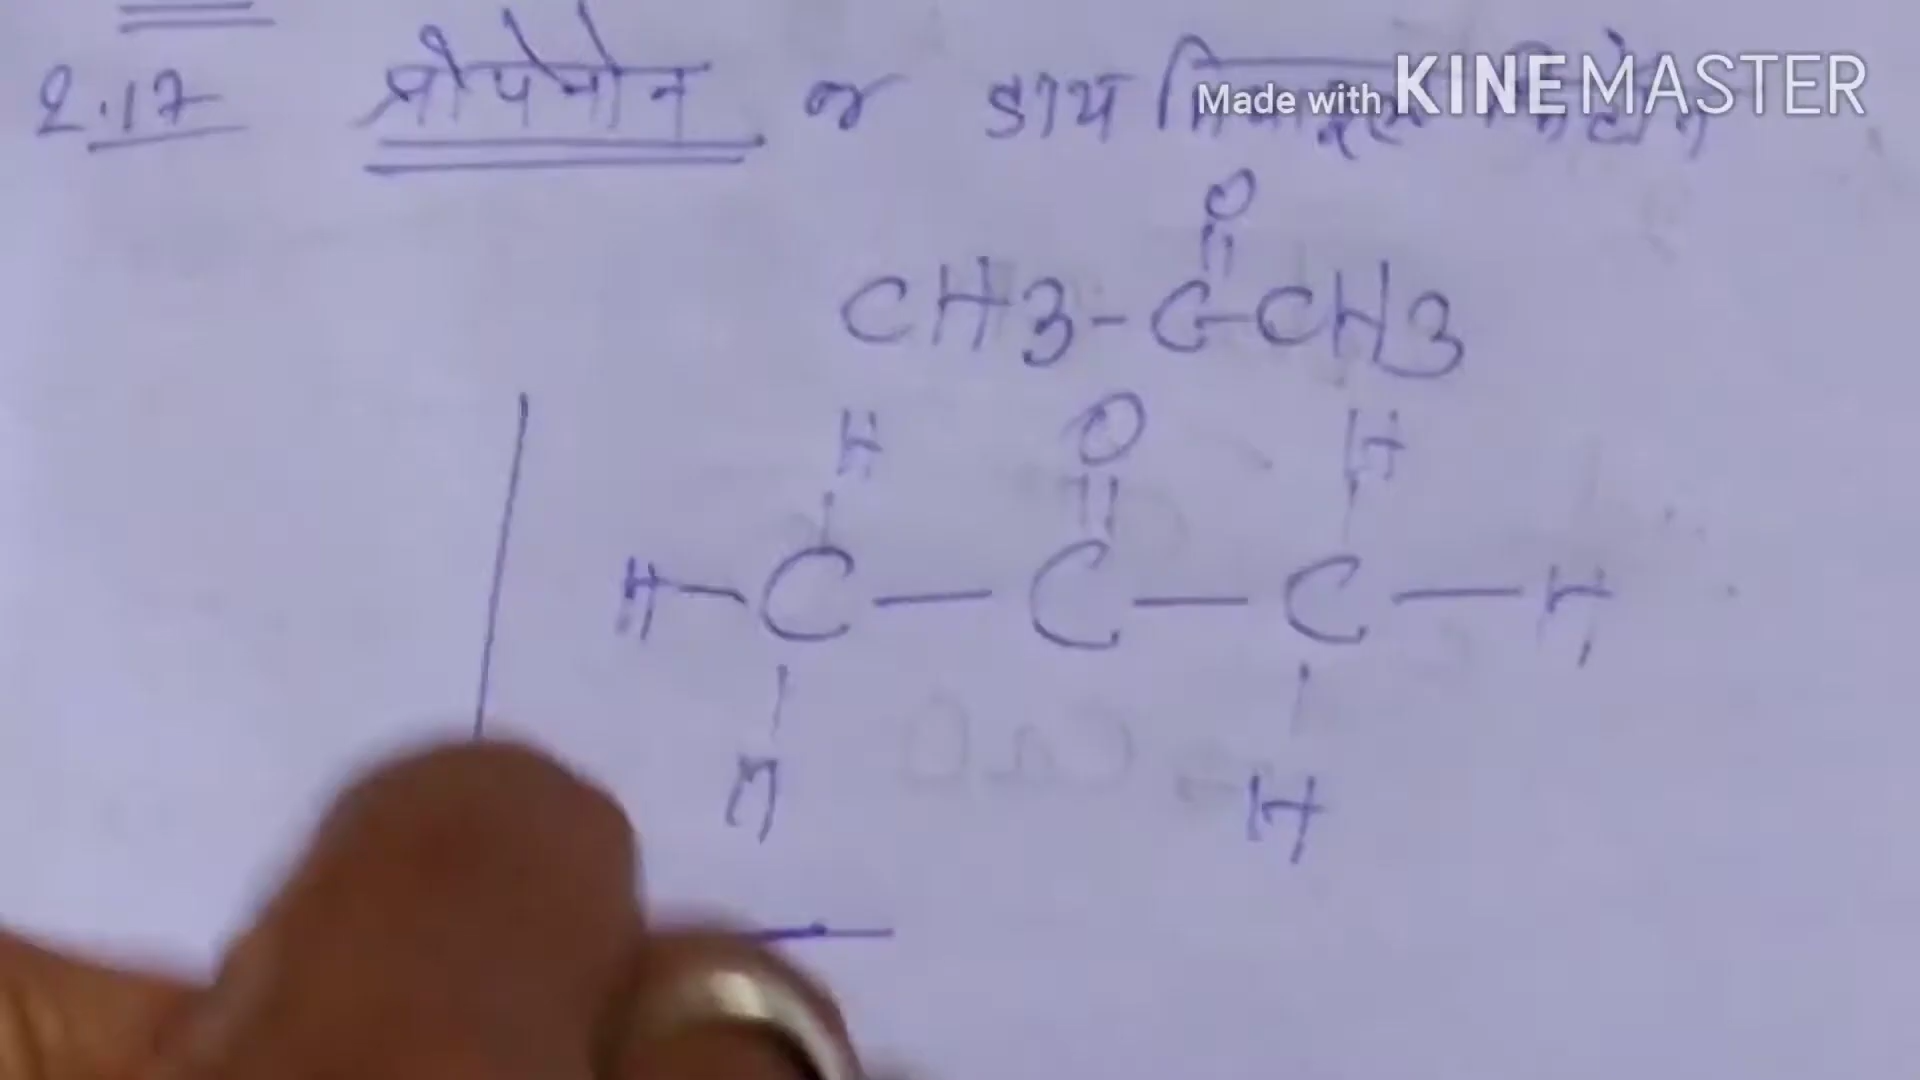 2.17 प्रोपेनोन ज डाय
Made with KINEMASTER
O
CH3-C-CH3
H O H
H-C-C-C-H
H H